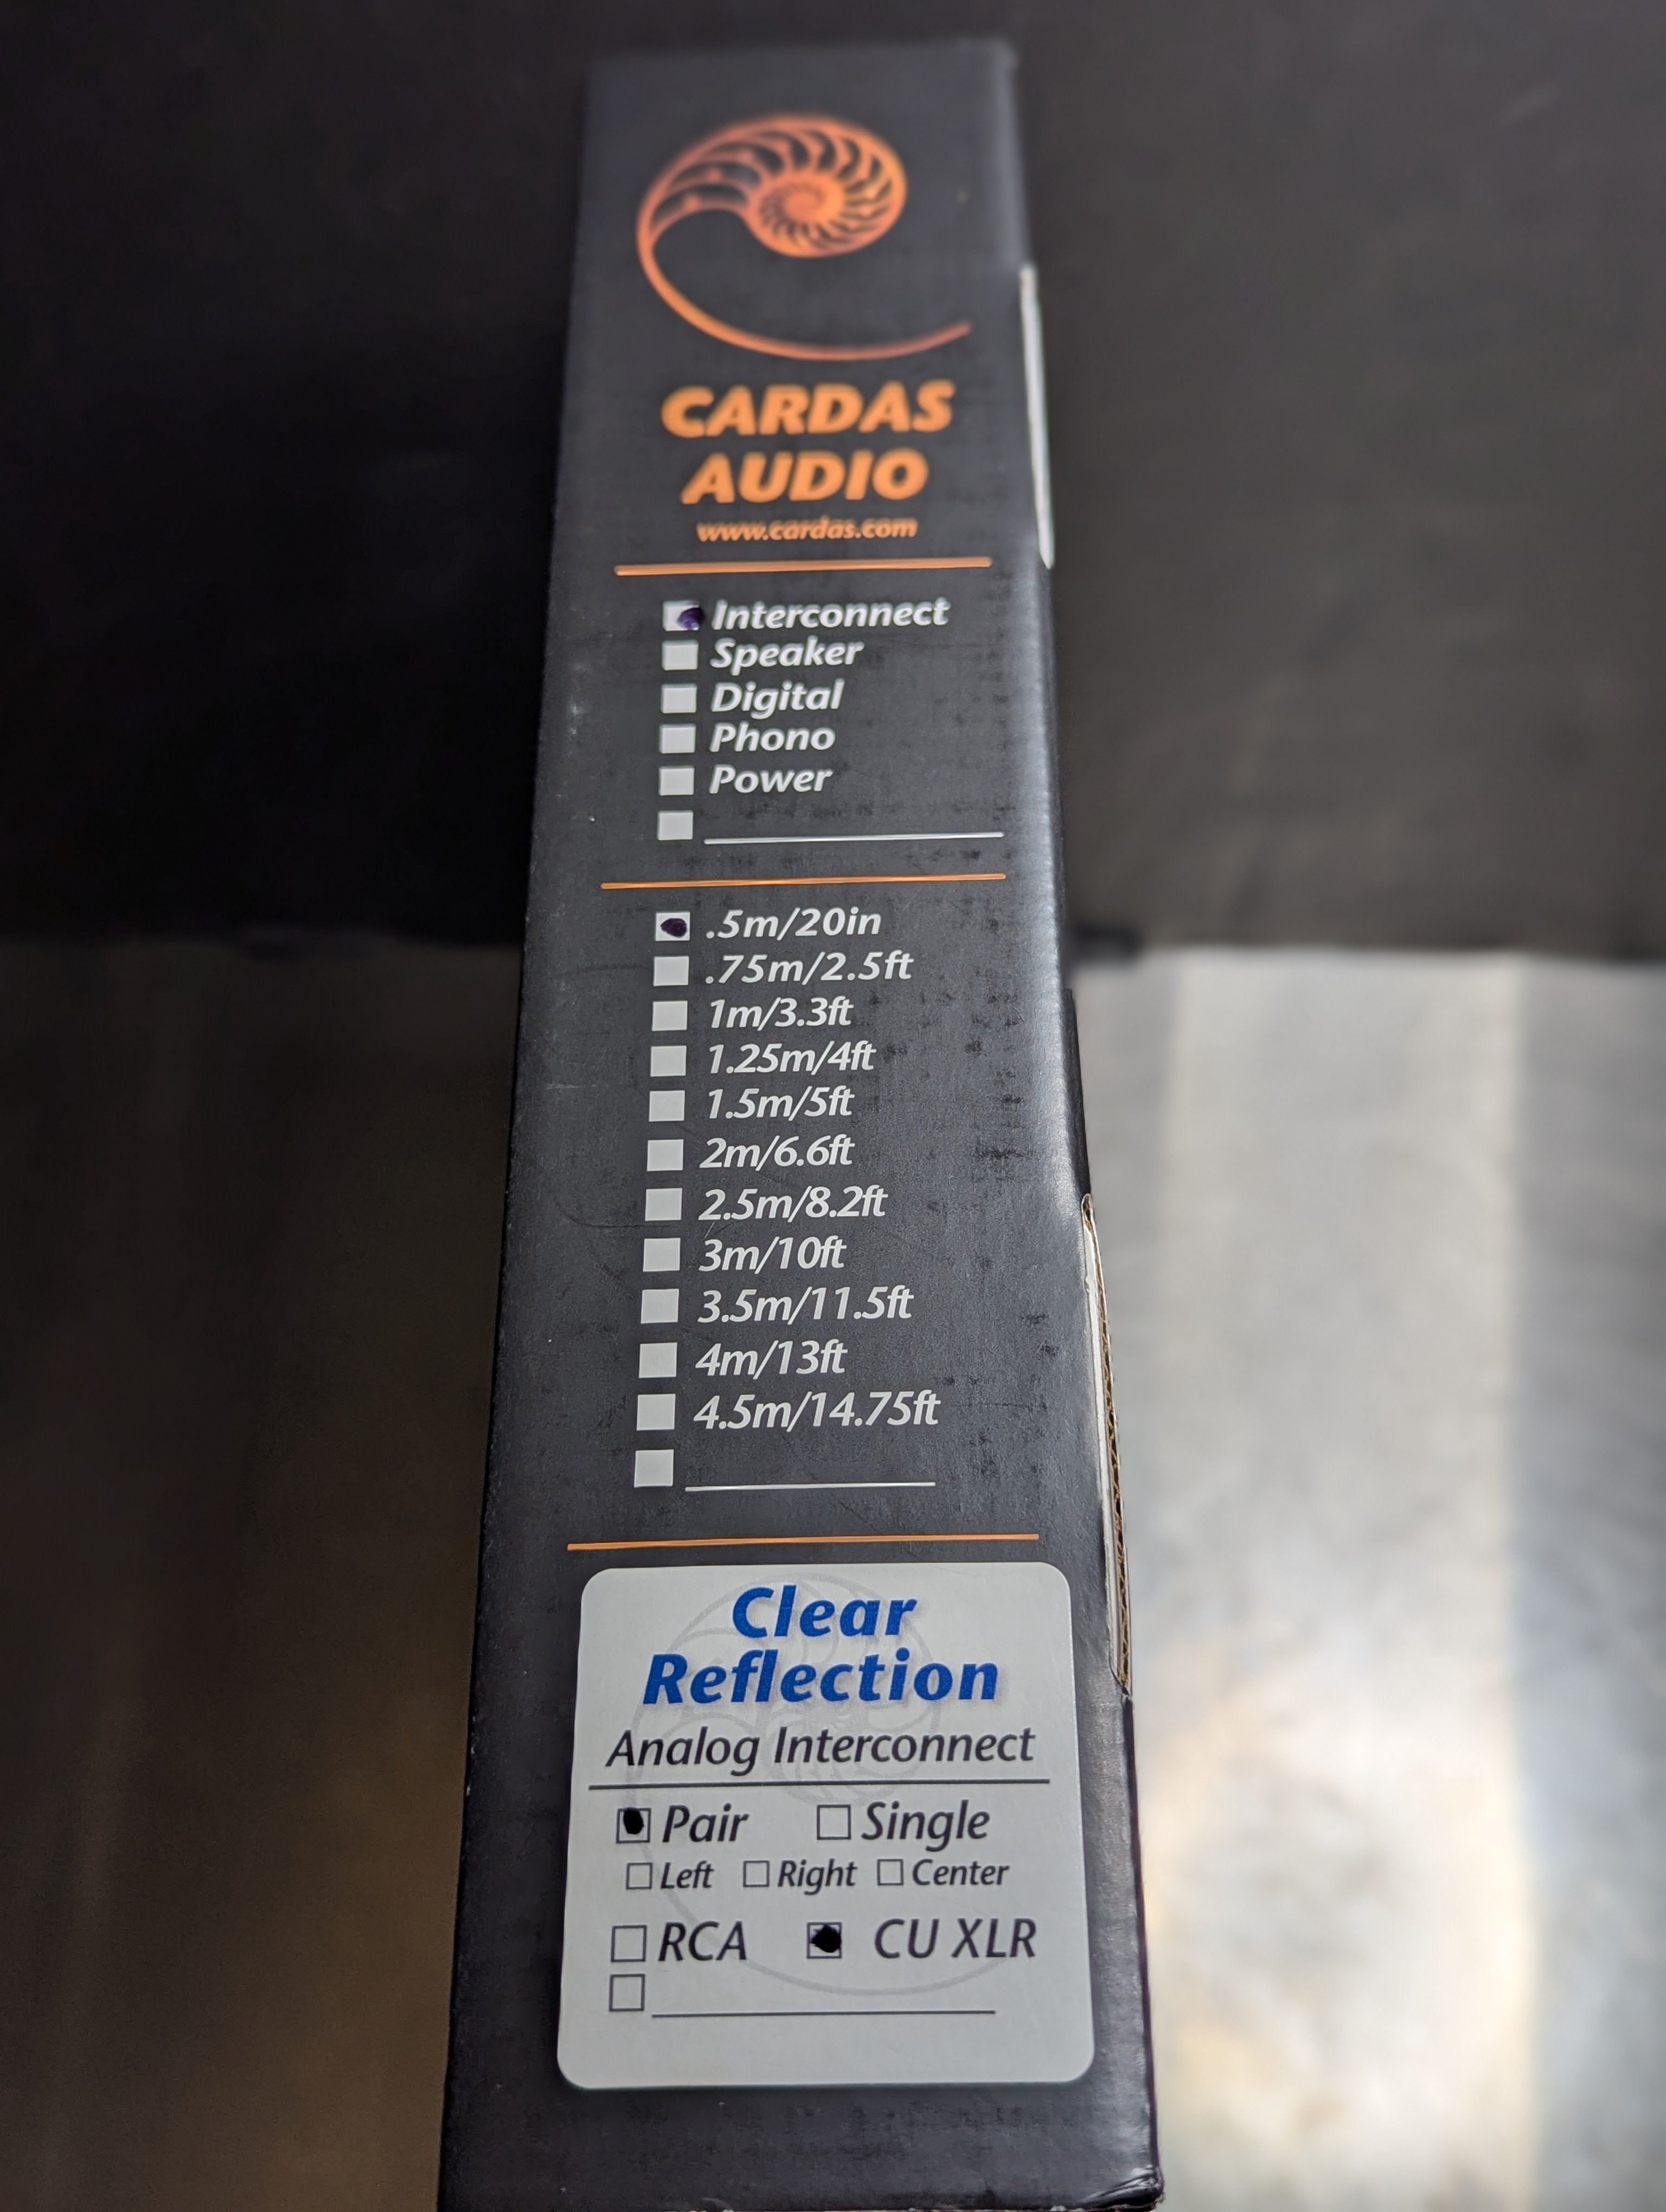 CARDAS
AUDIO
www.cardas.com
Interconnect
Speaker
Digital
Phono
Power
.5m/20in
.75m/2.5ft
1m/3.3ft
1.25m/4ft
1.5m/5ft
2m/6.6ft
2.5m/8.2ft
3m/10ft
3.5m/11.5ft
4m/13ft
4.5m/14.75ft
Clear
Reflection
Analog Interconnect
Pair Single
Left Right Center
RCA CU XLR